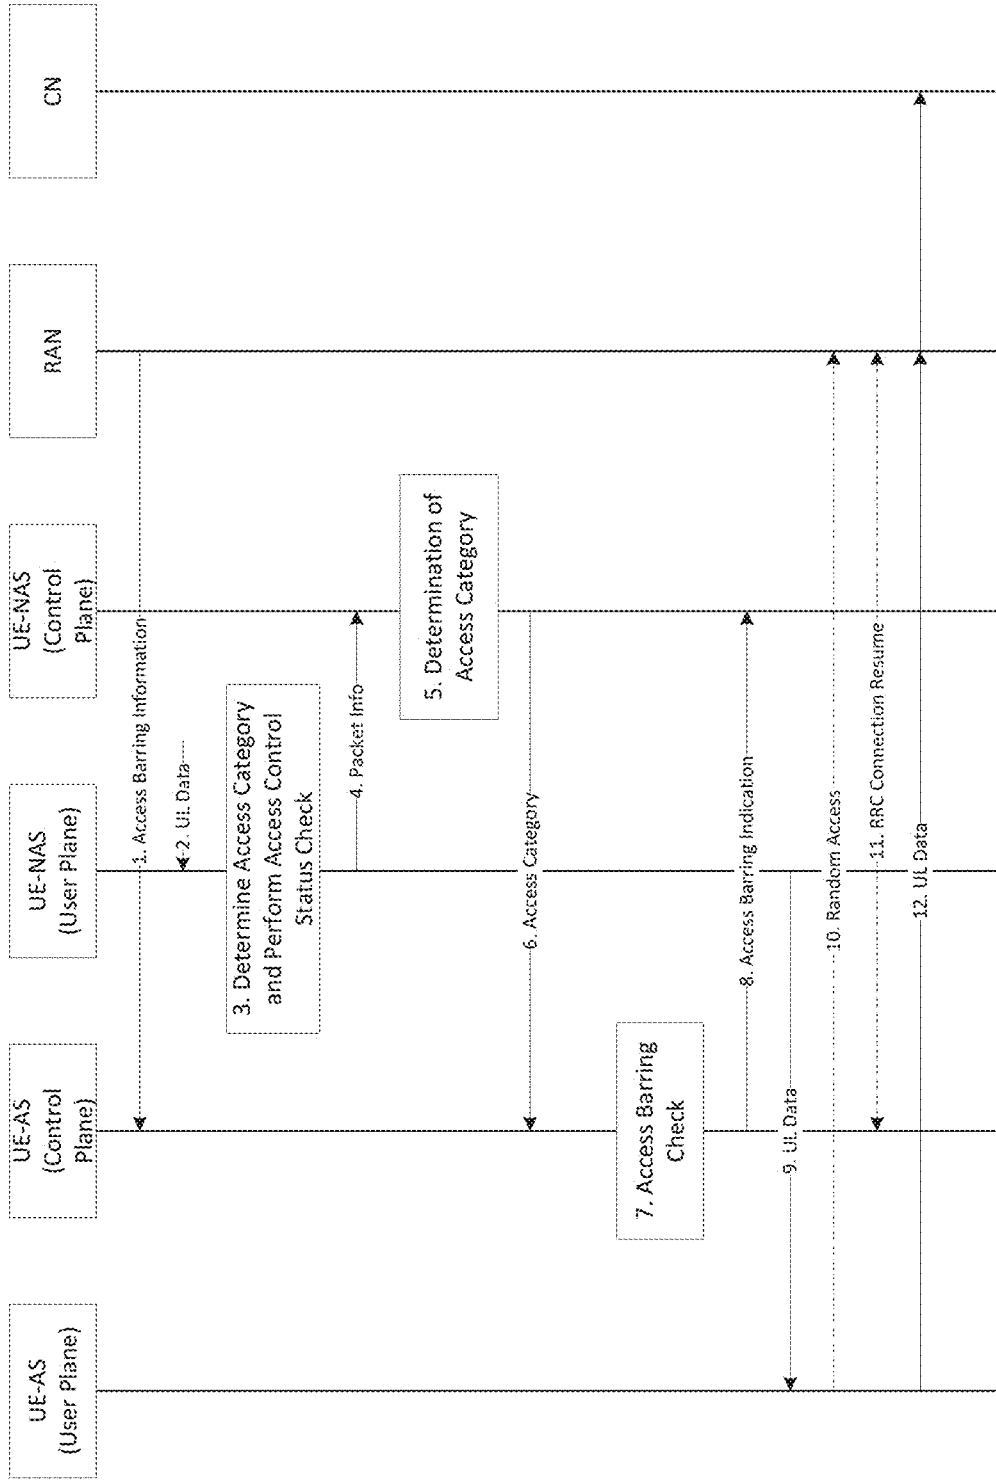 UE-AS
(User Plane)
UE-AS
(Control
Plane)
UE-NAS
(User Plane)
UE-NAS
(Control
Plane)
RAN
CN
1. Access Barring Information
2. UL Data
3. Determine Access Category
and Perform Access Control
Status Check
4. Packet Info
5. Determination of
Access Category
6. Access Category
7. Access Barring
Check
8. Access Barring Indication
9. UL Data
10. Random Access
11. RRC Connection Resume
12. UL Data